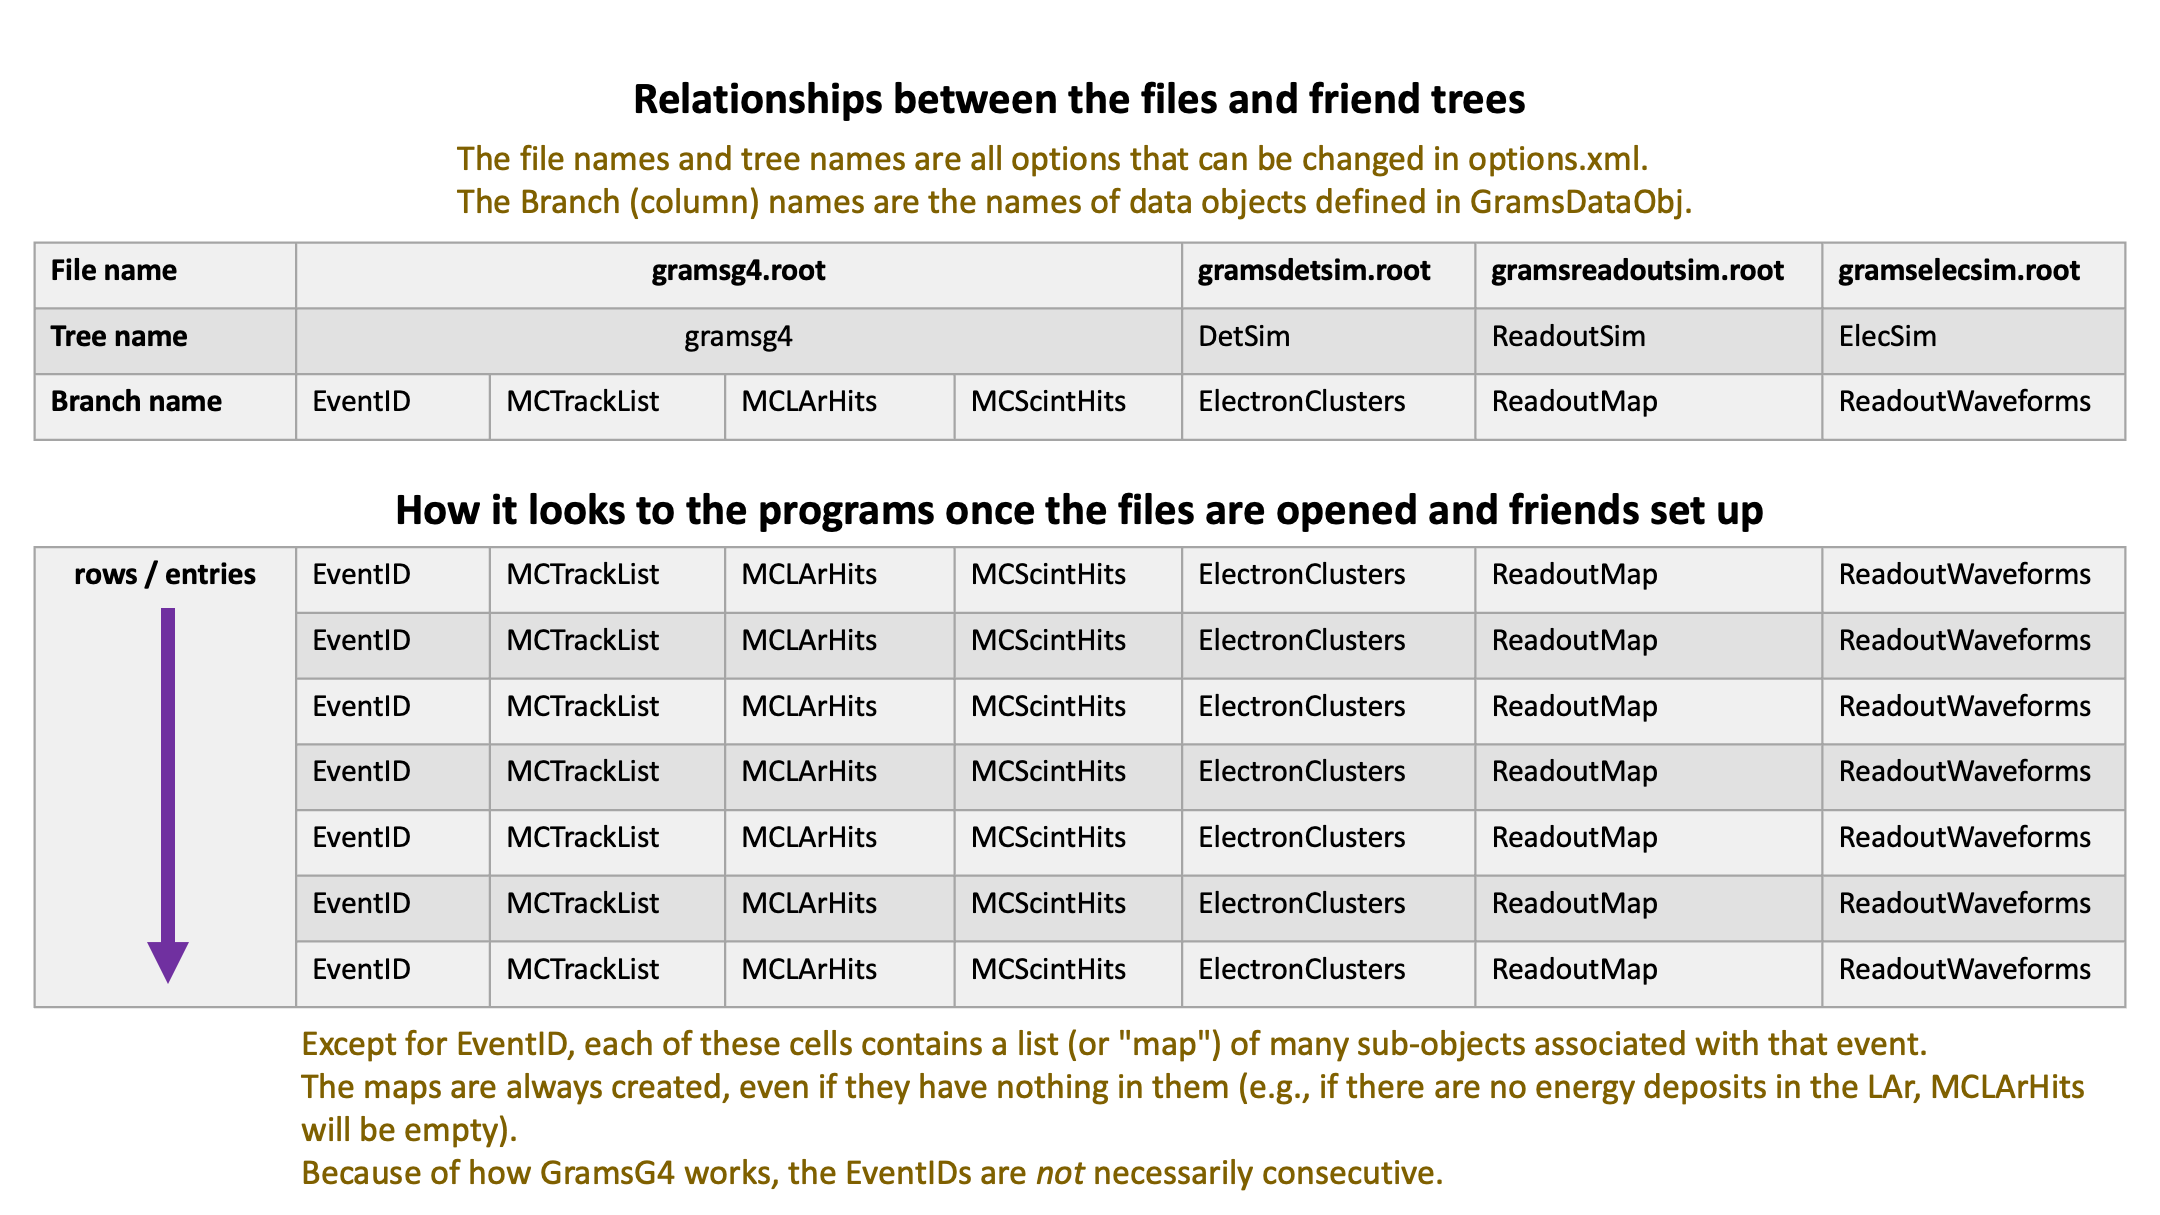 Relationships between the files and friend trees
The file names and tree names are all options that can be changed in options.xml.
The Branch (column) names are the names of data objects defined in GramsDataObj.
File name gramsg4.root gramsdetsim.root gramsreadoutsim.root gramselecsim.root
Tree name gramsg4 DetSim ReadoutSim ElecSim
Branch name EventID MCTrackList MCLArHits MCScintHits ElectronClusters ReadoutMap ReadoutWaveforms
How it looks to the programs once the files are opened and friends set up
rows / entries EventID MCTrackList MCLArHits MCScintHits ElectronClusters ReadoutMap ReadoutWaveforms
EventID MCTrackList MCLArHits MCScintHits ElectronClusters ReadoutMap ReadoutWaveforms
EventID MCTrackList MCLArHits MCScintHits ElectronClusters ReadoutMap ReadoutWaveforms
EventID MCTrackList MCLArHits MCScintHits ElectronClusters ReadoutMap ReadoutWaveforms
EventID MCTrackList MCLArHits MCScintHits ElectronClusters ReadoutMap ReadoutWaveforms
EventID MCTrackList MCLArHits MCScintHits ElectronClusters ReadoutMap ReadoutWaveforms
EventID MCTrackList MCLArHits MCScintHits ElectronClusters ReadoutMap ReadoutWaveforms
Except for EventID, each of these cells contains a list (or "map") of many sub-objects associated with that event.
The maps are always created, even if they have nothing in them (e.g., if there are no energy deposits in the LAr, MCLArHits
will be empty).
Because of how GramsG4 works, the EventIDs are not necessarily consecutive.